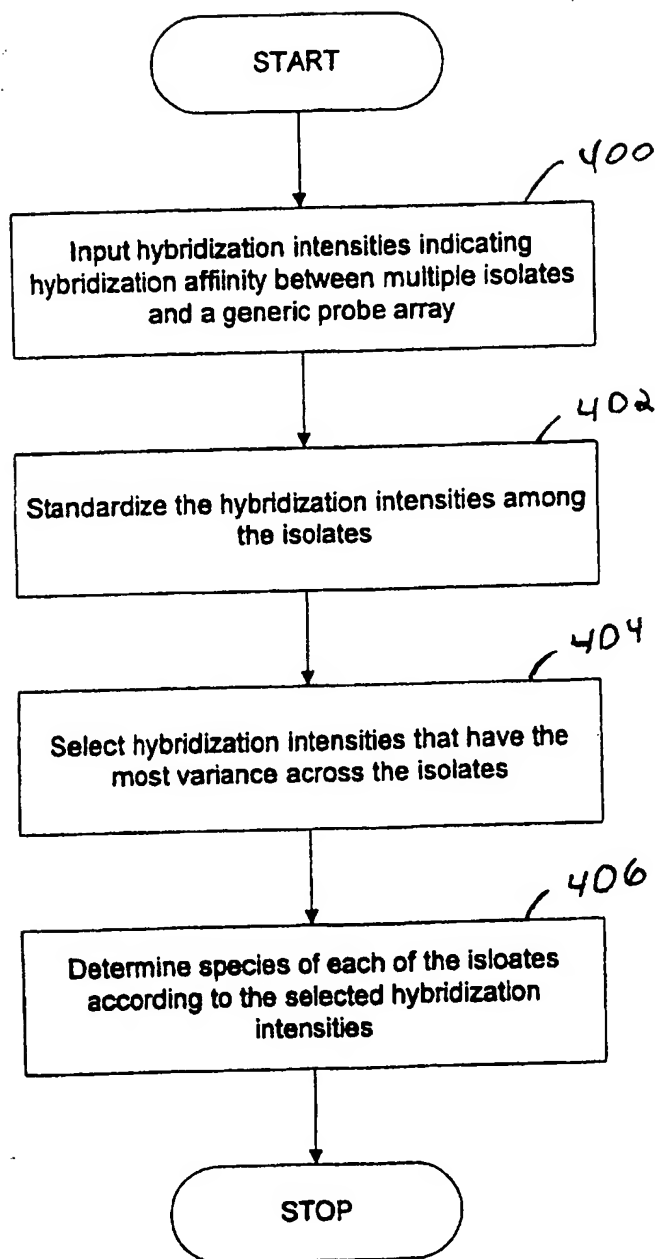 START
400
Input hybridization intensities indicating
hybridization affiinity between multiple isolates
and a generic probe array
402
Standardize the hybridization intensities among
the isolates
404
Select hybridization intensities that have the
most variance across the isolates
406
Determine species of each of the isloates
according to the selected hybridization
intensities
STOP